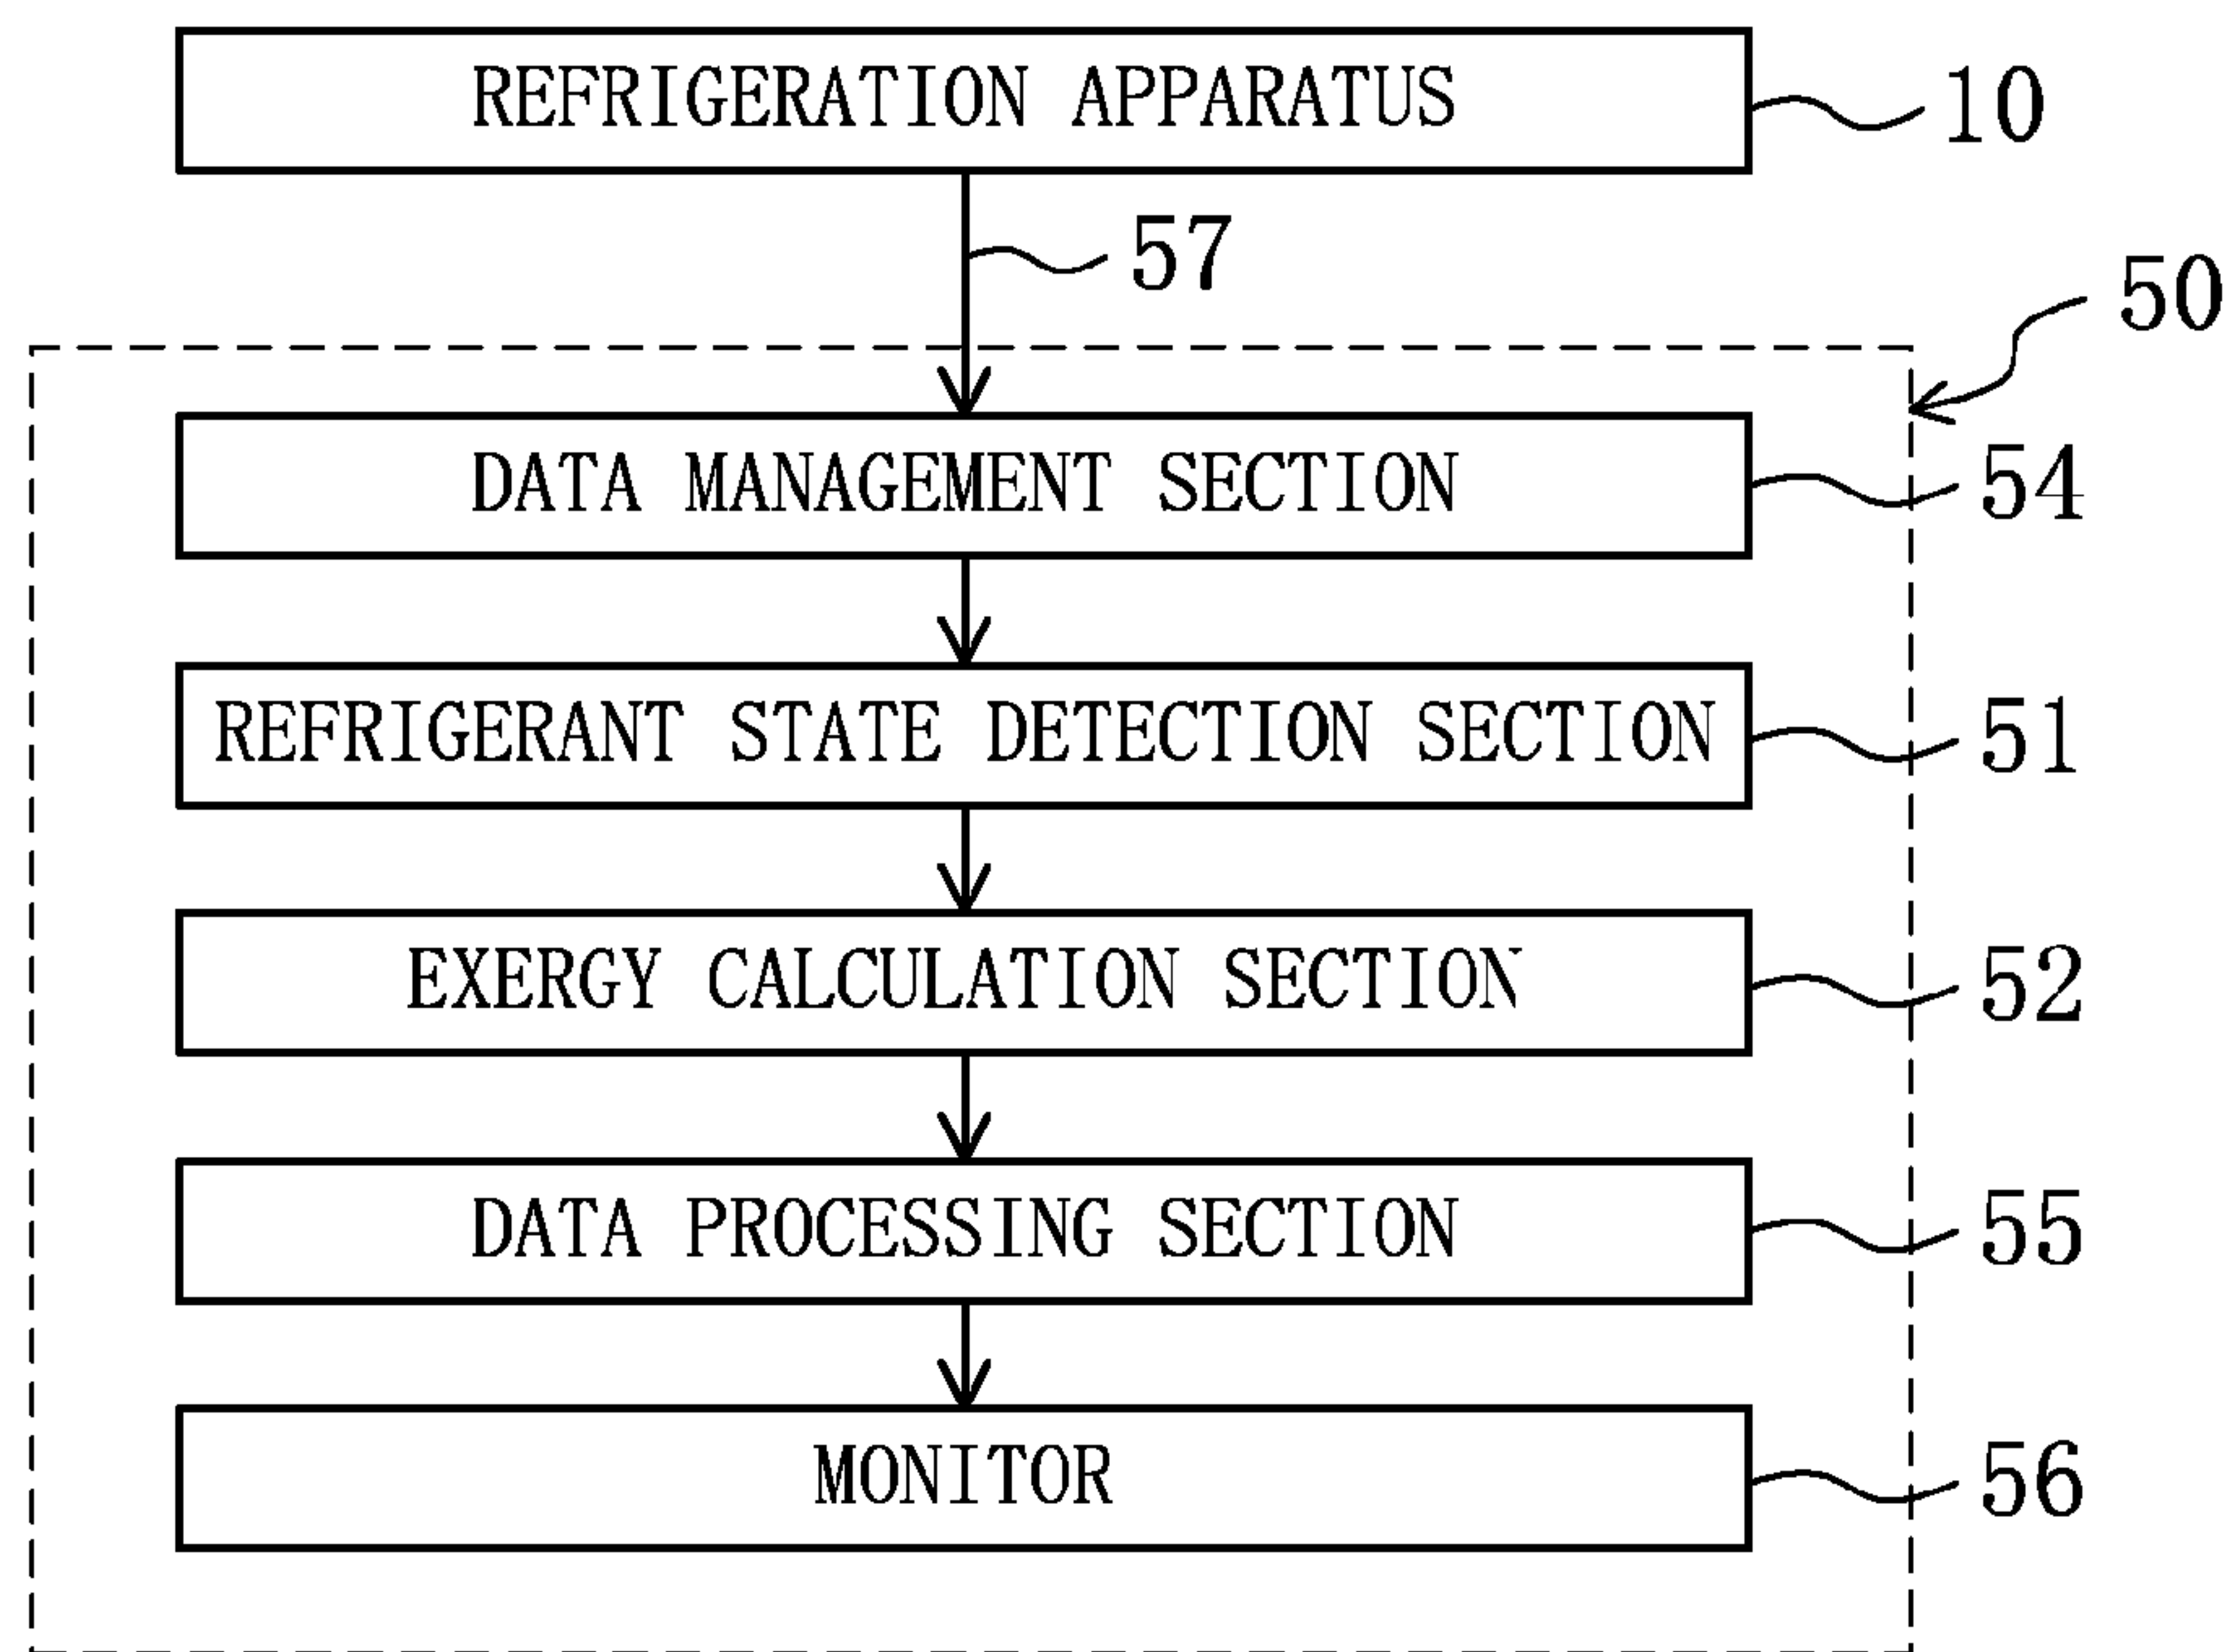 REFRIGERATION APPARATUS
10
57
50
DATA MANAGEMENT SECTION
54
REFRIGERANT STATE DETECTION SECTION
51
EXERGY CALCULATION SECTION
52
DATA PROCESSING SECTION
55
MONITOR
56